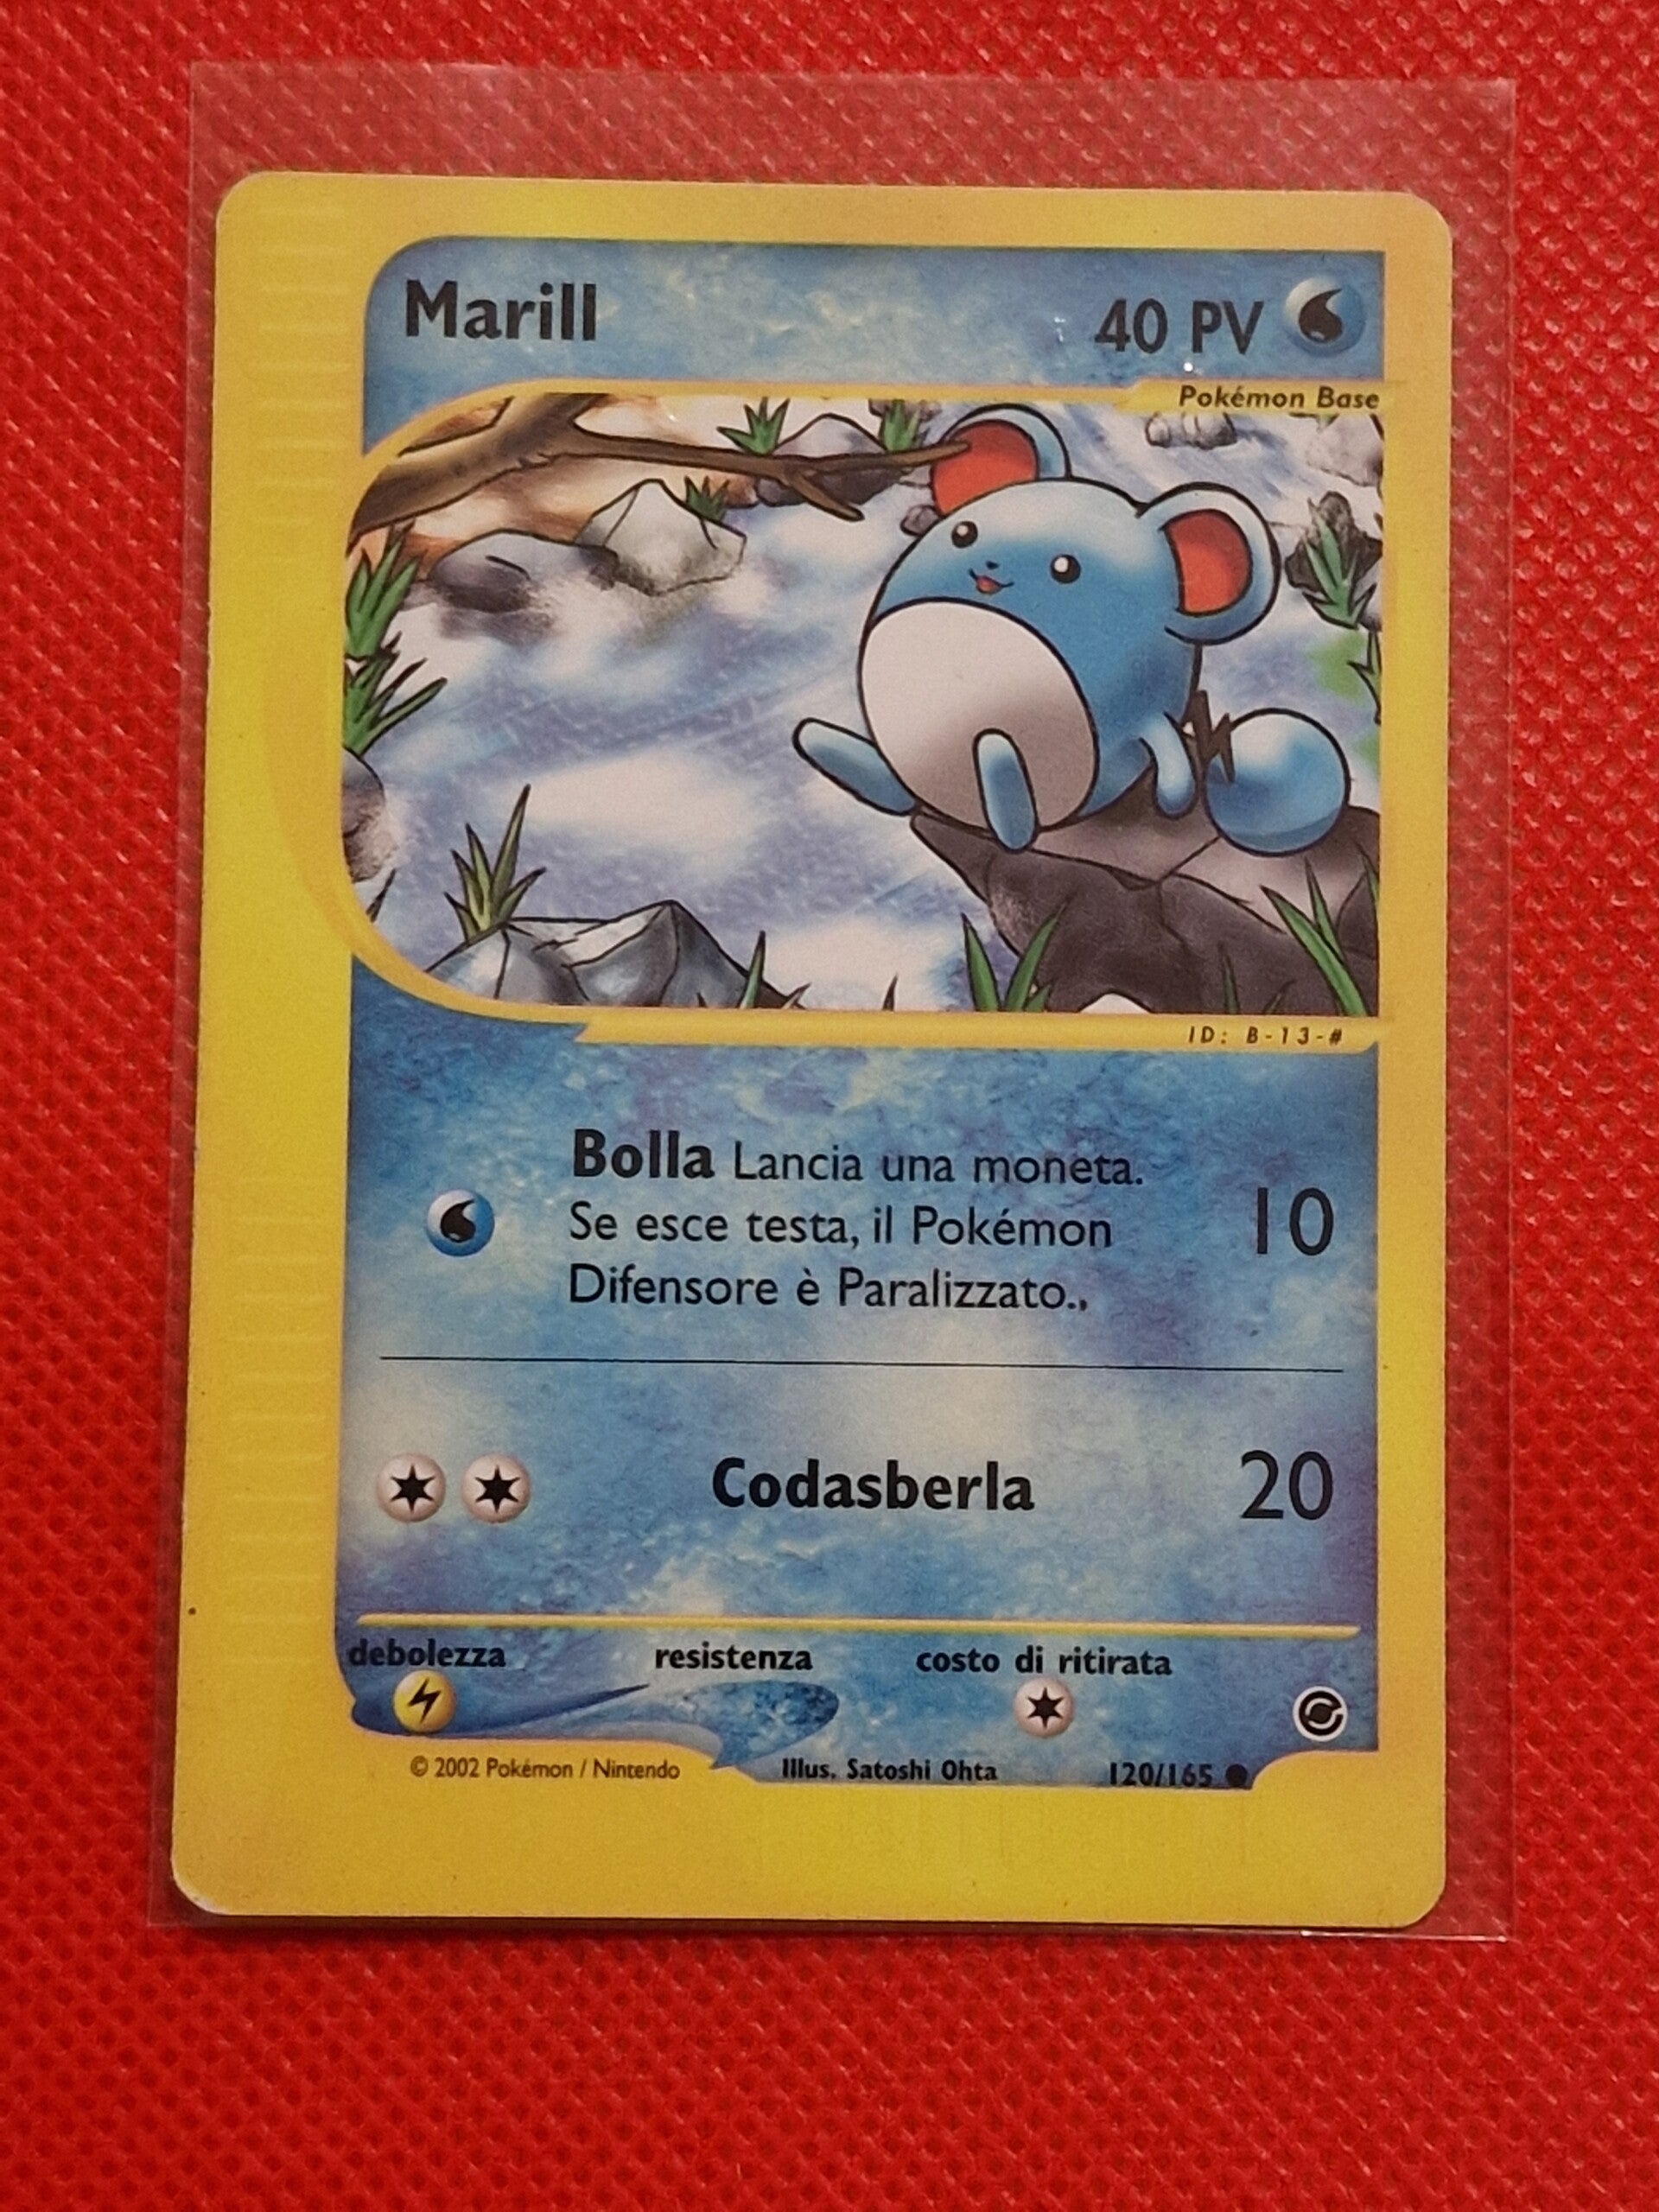 Marill 40 PV
Pokémon Base
ID: B-13-#
Bolla Lancia una moneta.
Se esce testa, il Pokémon
Difensore è Paralizzato.,
10
Codasberla 20
debolezza resistenza costo di ritirata
© 2002 Pokémon / Nintendo Illus. Satoshi Ohta 120/165